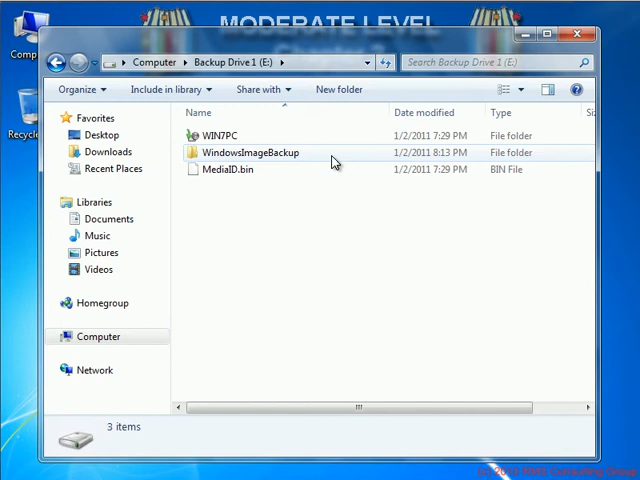 MODERATE LEVEL
Comp
Recycle
Computer
Backup Drive 1 (E:)
Search Backup Drive 1 (E:)
Organize
Include in library
Share with
New folder
Name
Date modified
Type
Si
Favorites
Desktop
Downloads
Recent Places
Libraries
Documents
Music
Pictures
Videos
Homegroup
Computer
Network
WIN7PC
1/2/2011 7:29 PM
File folder
WindowsImageBackup
1/2/2011 8:13 PM
File folder
MediaID.bin
1/2/2011 7:29 PM
BIN File
3 items